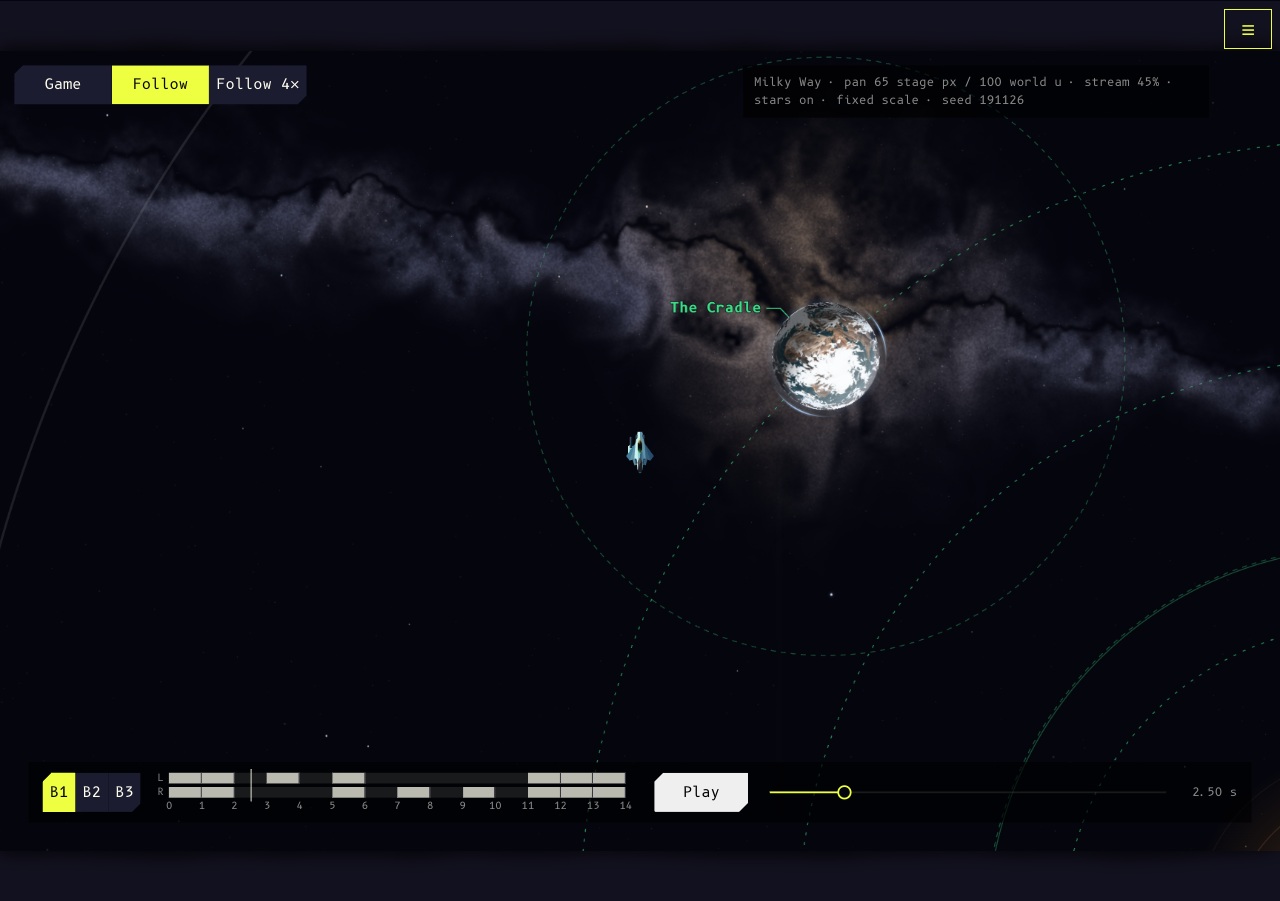 Game Follow Follow 4×
Milky Way · pan 65 stage px / 100 world u · stream 45% ·
stars on · fixed scale · seed 191126
The Cradle
B1 B2 B3
L
R
0 1 2 3 4 5 6 7 8 9 10 11 12 13 14
Play
2.50 s